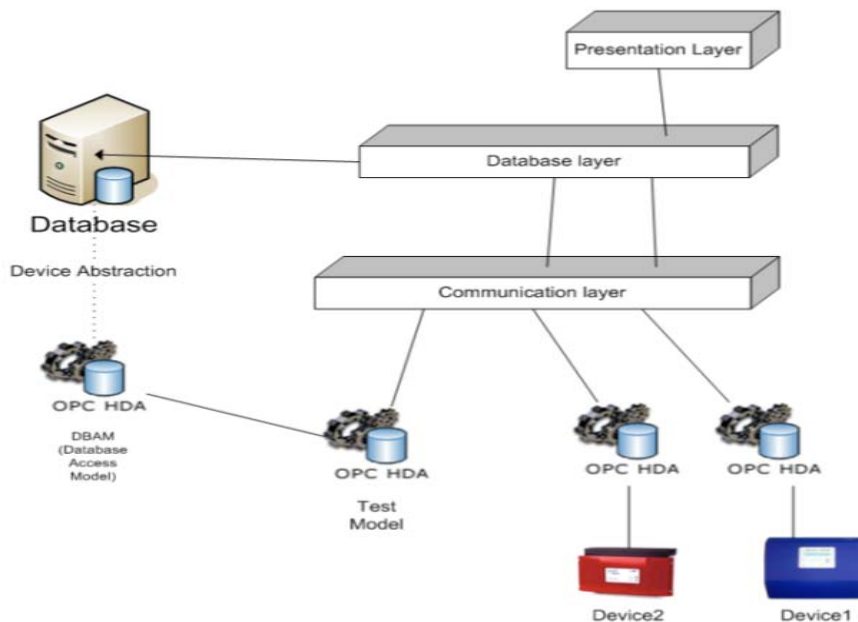 Presentation Layer
Database layer
Database
Device Abstraction
Communication layer
OPC HDA
DBAM
(Database
Access
Model)
OPC HDA
Test
Model
OPC HDA
OPC HDA
Device2
Device1